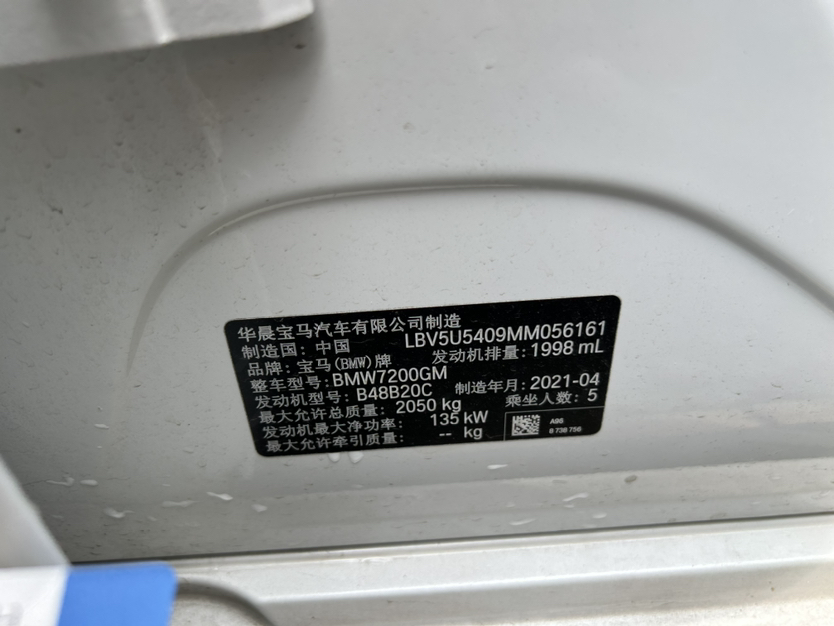 华晨宝马汽车有限公司制造
制造国：中国 LBV5U5409MM056161
品牌：宝马(BMW)牌 发动机排量：1998 mL
整车型号：BMW7200GM
发动机型号：B48B20C 制造年月：2021-04
最大允许总质量： 2050 kg 乘坐人数：5
发动机最大净功率： 135 kW
最大允许牵引质量： -- kg
A96
8 736 756